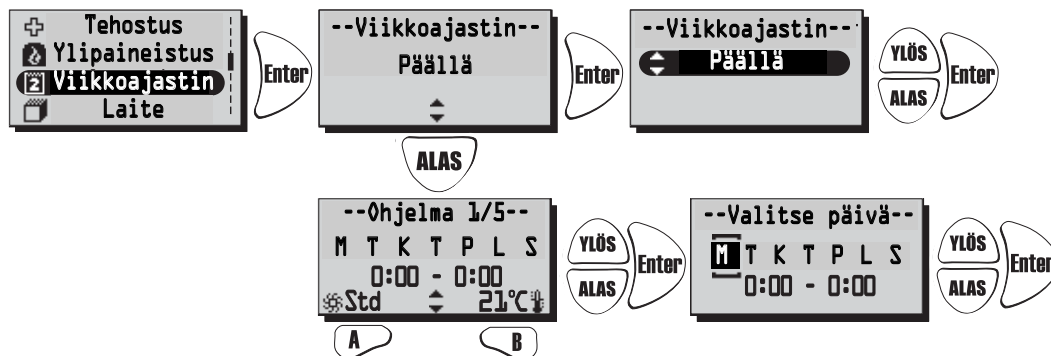 Tehostus
Ylipaineistus
Viikkoajastin
Laite
Enter
--Viikkoajastin--
Päällä
Enter
--Viikkoajastin--
Päällä
YLÖS
ALAS
Enter
ALAS
--Ohjelma 1/5--
M T K T P L S
0:00 - 0:00
Std 21°C
A
B
YLÖS
ALAS
Enter
--Valitse päivä--
M T K T P L S
0:00 - 0:00
YLÖS
ALAS
Enter